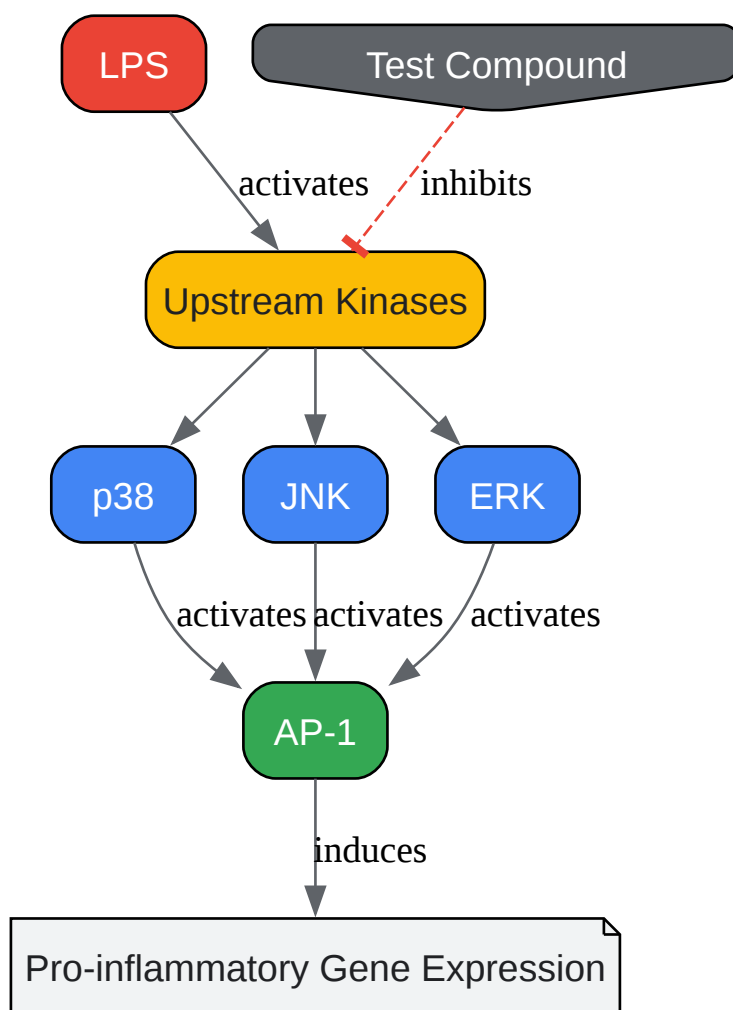 LPS
Test Compound
activates
inhibits
Upstream Kinases
p38
JNK
ERK
activates
activates
activates
AP-1
induces
Pro-inflammatory Gene Expression